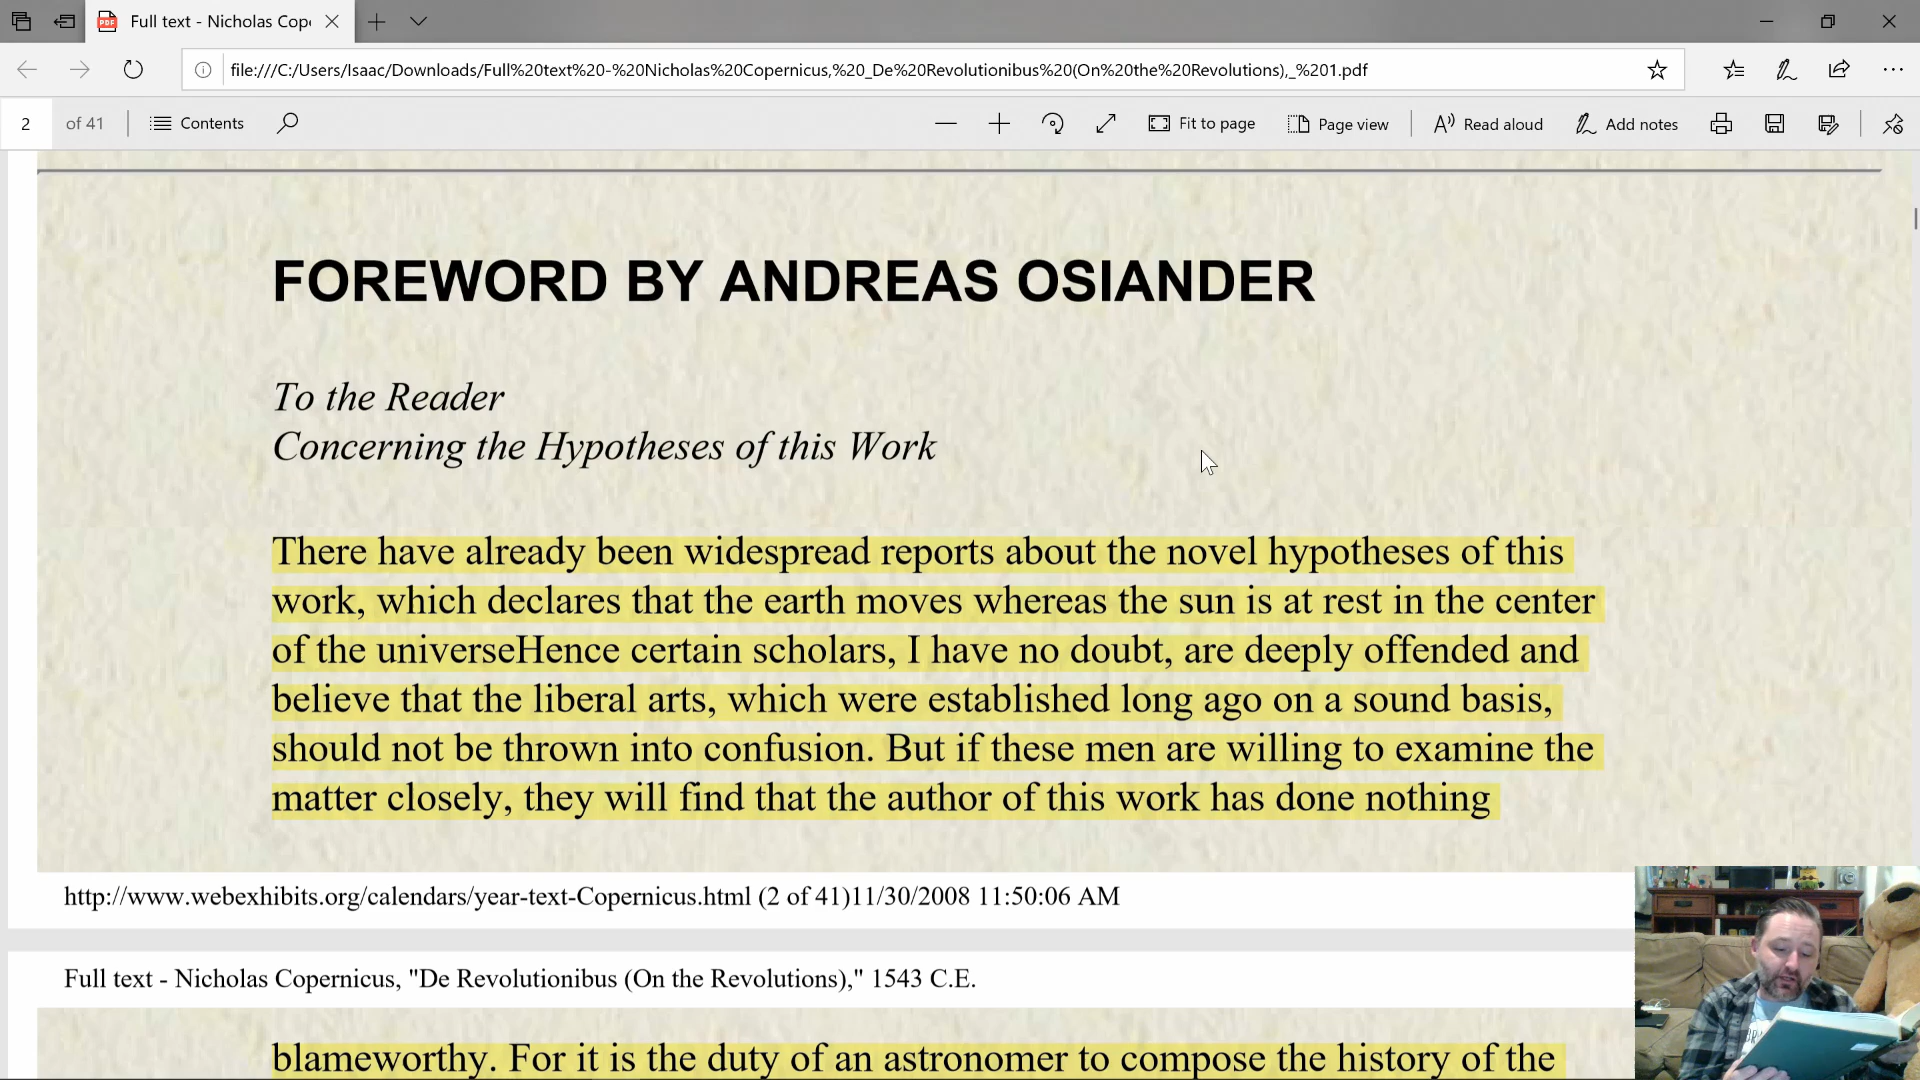 Full text - Nicholas Cop
file:///C:/Users/Isaac/Downloads/Full%20text%20-%20Nicholas%20Copernicus,%20_De%20Revolutionibus%20(On%20the%20Revolutions),_%201.pdf
2 of 41 Contents Fit to page Page view Read aloud Add notes
FOREWORD BY ANDREAS OSIANDER
To the Reader
Concerning the Hypotheses of this Work
There have already been widespread reports about the novel hypotheses of this
work, which declares that the earth moves whereas the sun is at rest in the center
of the universeHence certain scholars, I have no doubt, are deeply offended and
believe that the liberal arts, which were established long ago on a sound basis,
should not be thrown into confusion. But if these men are willing to examine the
matter closely, they will find that the author of this work has done nothing
http://www.webexhibits.org/calendars/year-text-Copernicus.html (2 of 41)11/30/2008 11:50:06 AM
Full text - Nicholas Copernicus, "De Revolutionibus (On the Revolutions)," 1543 C.E.
blameworthy. For it is the duty of an astronomer to compose the history of the